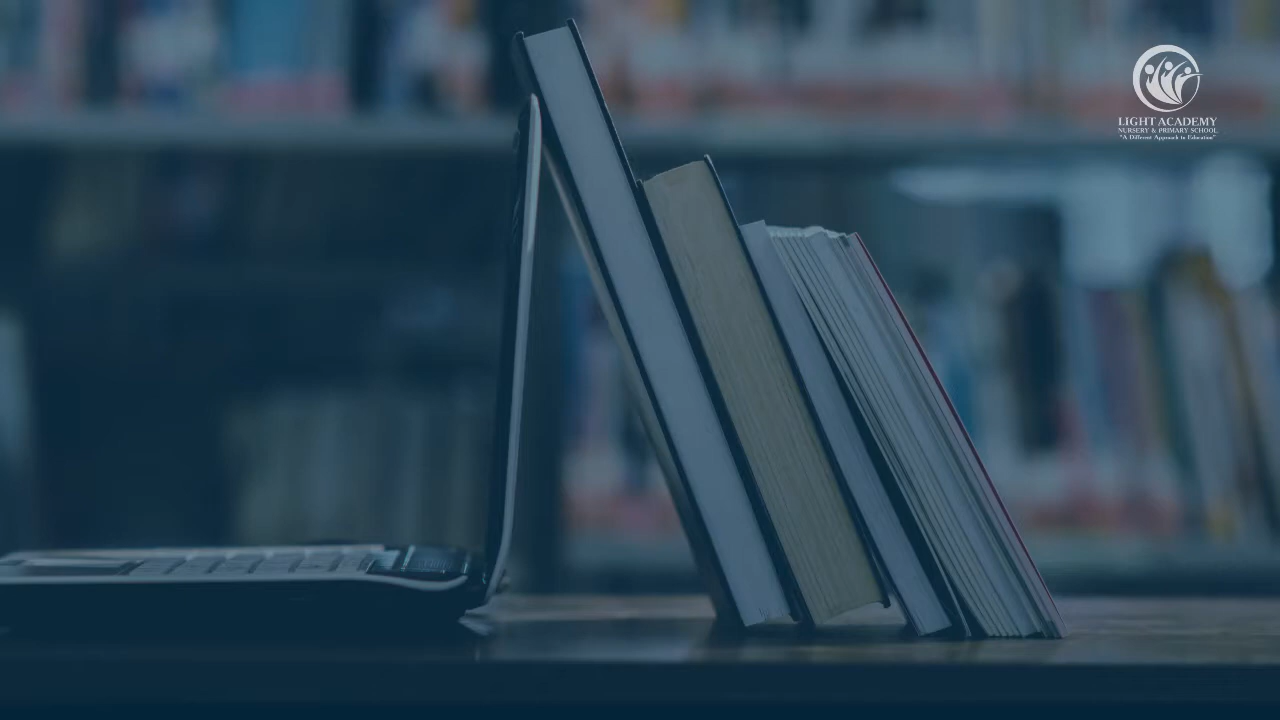 LIGHT ACADEMY
NURSERY & PRIMARY SCHOOL
"A Different Approach to Education"